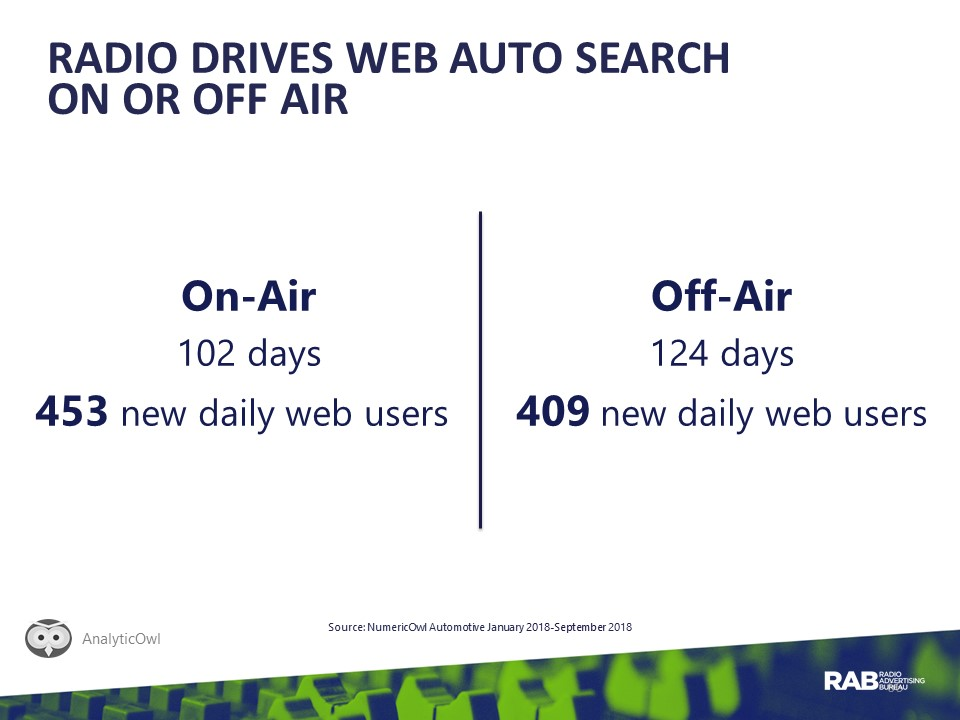 RADIO DRIVES WEB AUTO SEARCH
ON OR OFF AIR
On-Air
102 days
453 new daily web users
Off-Air
124 days
409 new daily web users
AnalyticOwl
Source: NumericOwl Automotive January 2018-September 2018
RAB RADIO
ADVERTISING
BUREAU